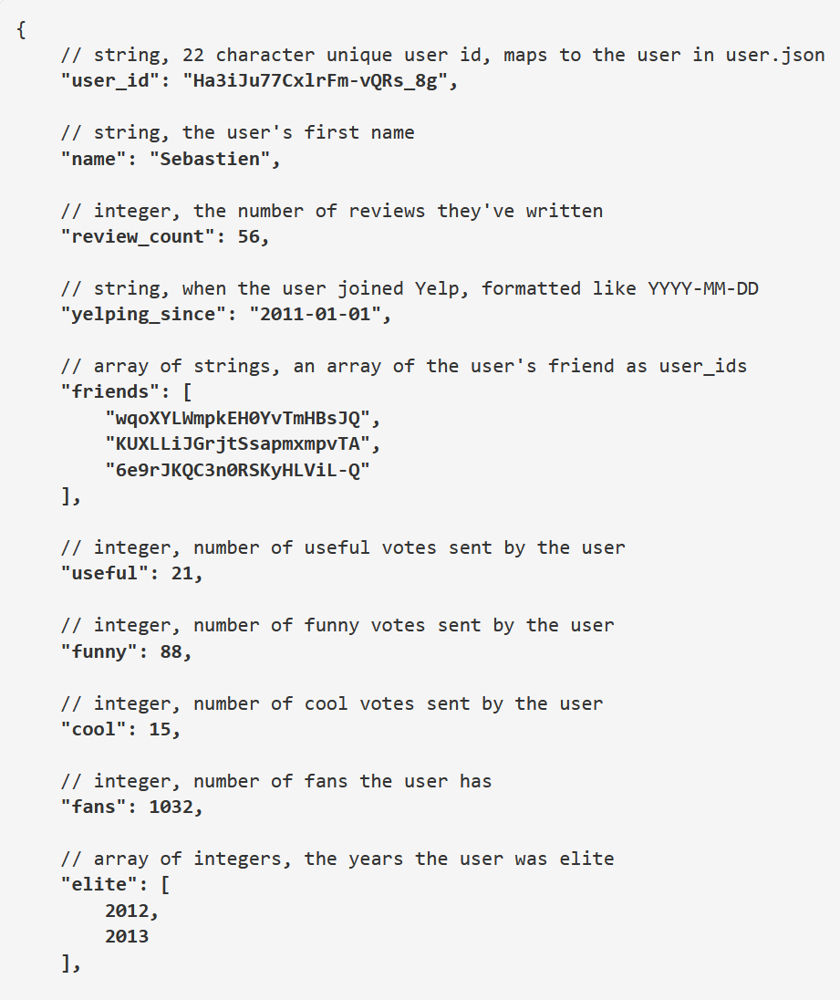 {
    // string, 22 character unique user id, maps to the user in user.json
    "user_id": "Ha3iJu77CxlrFm-vQRs_8g",

    // string, the user's first name
    "name": "Sebastien",

    // integer, the number of reviews they've written
    "review_count": 56,

    // string, when the user joined Yelp, formatted like YYYY-MM-DD
    "yelping_since": "2011-01-01",

    // array of strings, an array of the user's friend as user_ids
    "friends": [
        "wqoXYLWmpkEH0YvTmHBsJQ",
        "KUXLLiJGrjtSsapmxmpvTA",
        "6e9rJKQC3n0RSKyHLViL-Q"
    ],

    // integer, number of useful votes sent by the user
    "useful": 21,

    // integer, number of funny votes sent by the user
    "funny": 88,

    // integer, number of cool votes sent by the user
    "cool": 15,

    // integer, number of fans the user has
    "fans": 1032,

    // array of integers, the years the user was elite
    "elite": [
        2012,
        2013
    ],